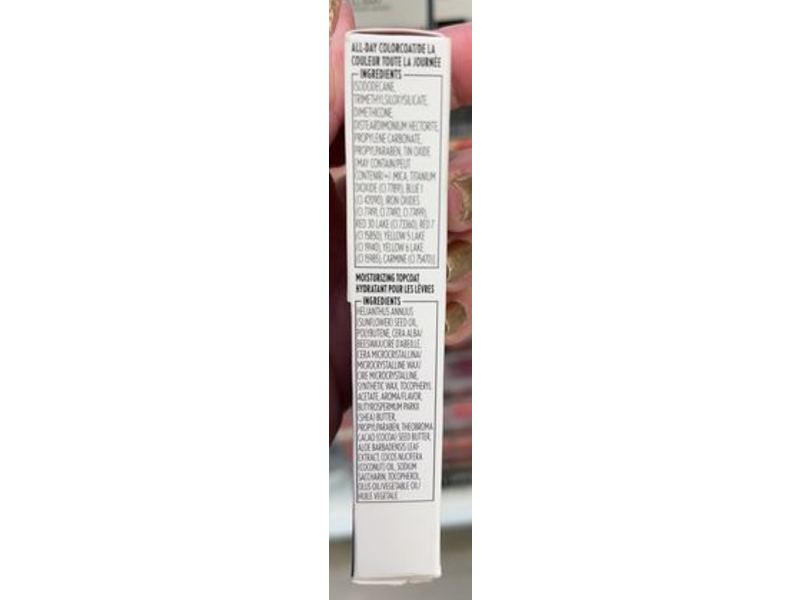 ALL-DAY COLORCOAT/DE LA
COULEUR TOUTE LA JOURNÉE
INGREDIENTS
ISODODECANE,
TRIMETHYLSILOXYSILICATE,
DIMETHICONE,
DISTEARDIMONIUM HECTORITE,
PROPYLENE CARBONATE,
PROPYLPARABEN, TIN OXIDE
[MAY CONTAIN/PEUT
CONTENIR/+/- MICA, TITANIUM
DIOXIDE (CI 77891), BLUE 1
(CI 42090), IRON OXIDES
(CI 77491, CI 77492, CI 77499),
RED 30 LAKE (CI 73360), RED 7
(CI 15850), YELLOW 5 LAKE
(CI 19140), YELLOW 6 LAKE
(CI 15985), CARMINE (CI 75470)]
MOISTURIZING TOPCOAT
HYDRATANT POUR LES LÈVRES
INGREDIENTS
HELIANTHUS ANNUUS
(SUNFLOWER) SEED OIL,
POLYBUTENE, CERA ALBA/
BEESWAX/CIRE D'ABEILLE,
CERA MICROCRISTALLINA/
MICROCRYSTALLINE WAX/
CIRE MICROCRISTALLINE,
SYNTHETIC WAX, TOCOPHERYL
ACETATE, AROMA/FLAVOR,
BUTYROSPERMUM PARKII
(SHEA) BUTTER,
PROPYLPARABEN, THEOBROMA
CACAO (COCOA) SEED BUTTER,
ALOE BARBADENSIS LEAF
EXTRACT, COCOS NUCIFERA
(COCONUT) OIL, SODIUM
SACCHARIN, TOCOPHEROL,
OLUS OIL/VEGETABLE OIL/
HUILE VEGETALE